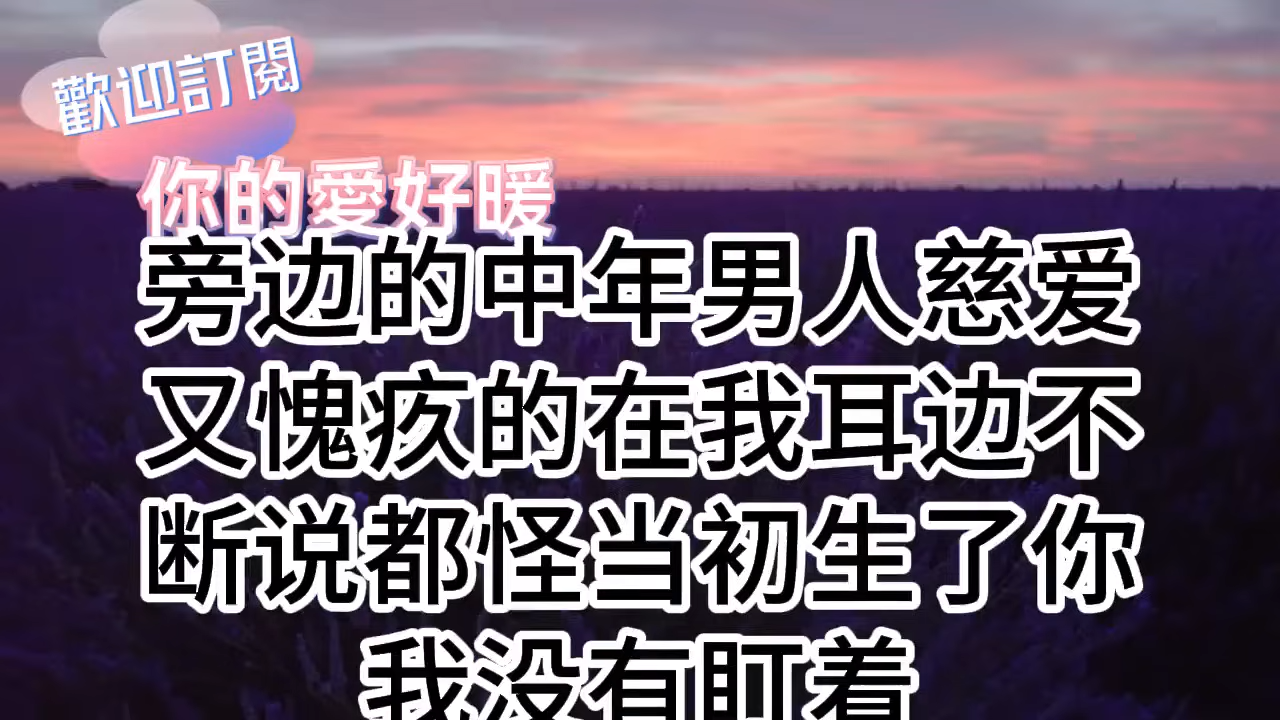 歡迎訂閱
你的愛好暖
旁边的中年男人慈爱
又愧疚的在我耳边不
断说都怪当初生了你
我没有盯着